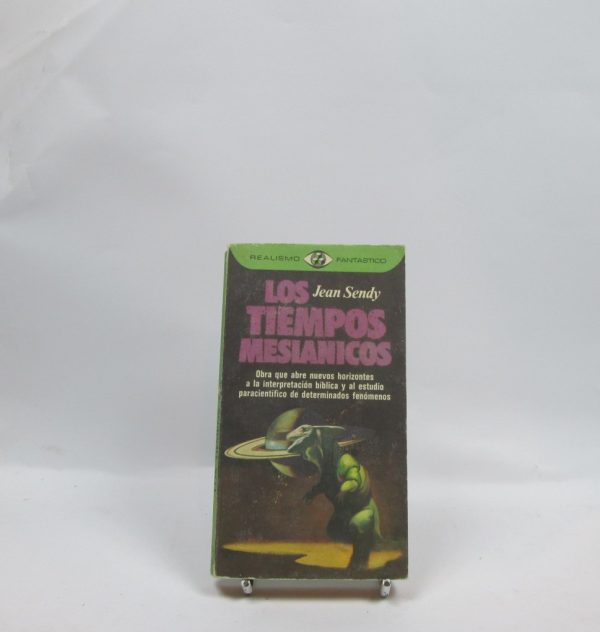 REALISMO FANTASTICO
LOS Jean Sendy
TIEMPOS
MESIANICOS
Obra que abre nuevos horizontes
a la interpretación bíblica y al estudio
paracientífico de determinados fenómenos